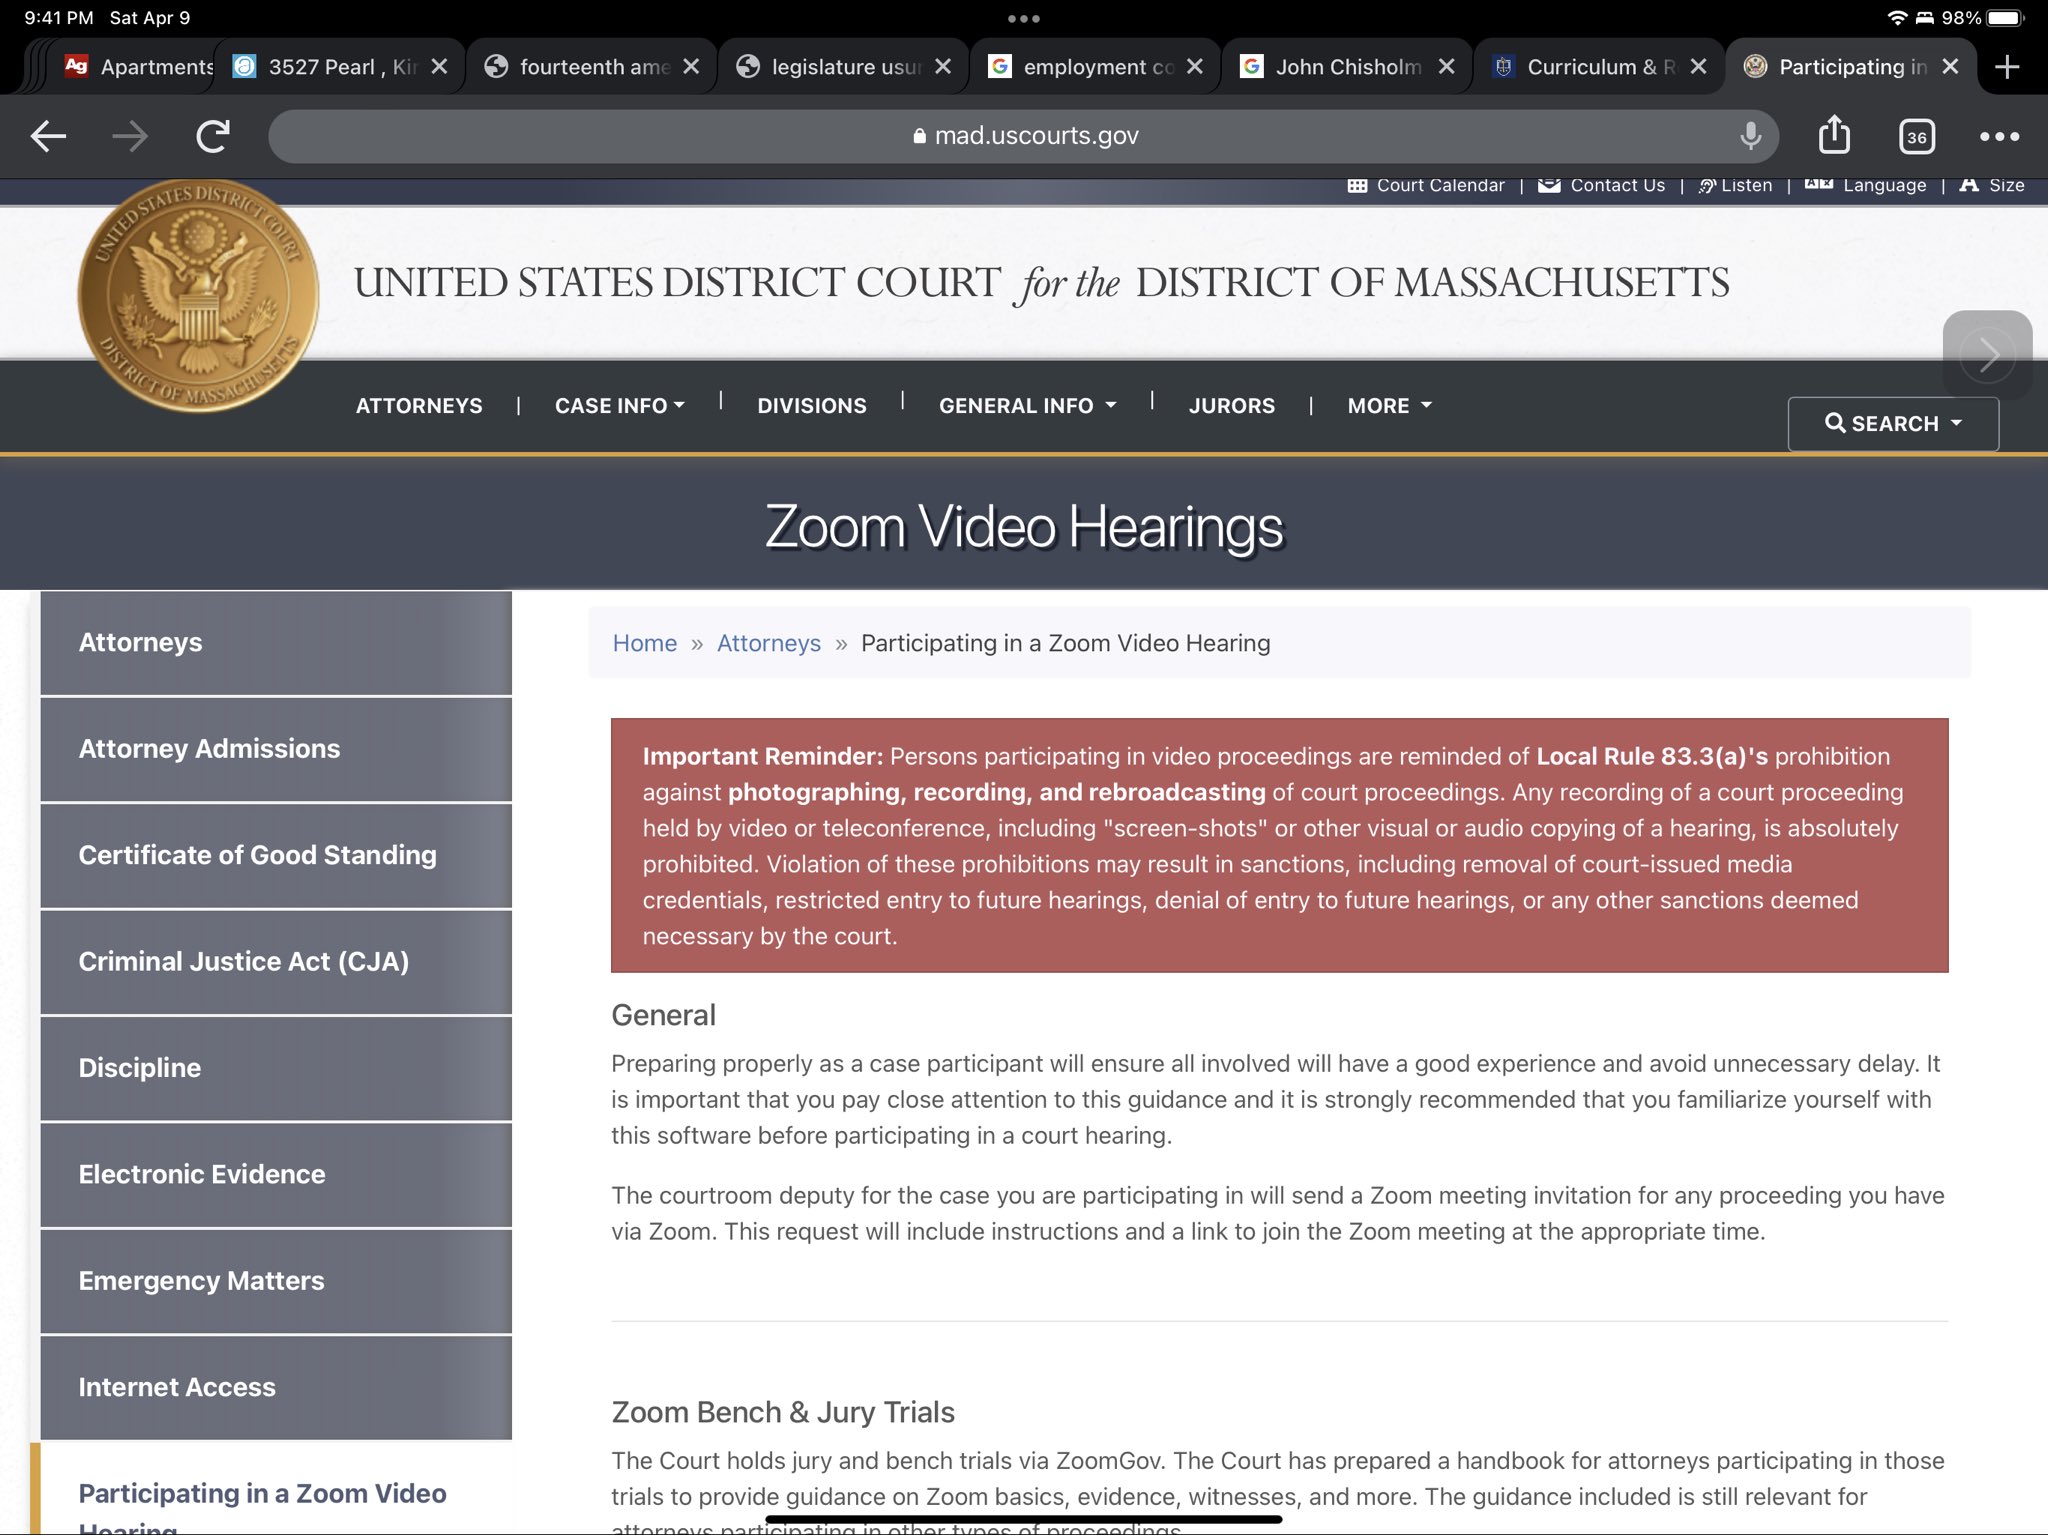 9:41 PM Sat Apr 9
98%
Apartments
3527 Pearl , Kir
fourteenth ame
legislature usur
employment co
John Chisholm
Curriculum & R
Participating in
mad.uscourts.gov
36
Court Calendar | Contact Us | Listen | Language | Size
UNITED STATES DISTRICT COURT
DISTRICT OF MASSACHUSETTS
UNITED STATES DISTRICT COURT for the DISTRICT OF MASSACHUSETTS
ATTORNEYS | CASE INFO | DIVISIONS | GENERAL INFO | JURORS | MORE
SEARCH
Zoom Video Hearings
Attorneys
Attorney Admissions
Certificate of Good Standing
Criminal Justice Act (CJA)
Discipline
Electronic Evidence
Emergency Matters
Internet Access
Participating in a Zoom Video
Hearing
Home » Attorneys » Participating in a Zoom Video Hearing
Important Reminder: Persons participating in video proceedings are reminded of Local Rule 83.3(a)'s prohibition
against photographing, recording, and rebroadcasting of court proceedings. Any recording of a court proceeding
held by video or teleconference, including "screen-shots" or other visual or audio copying of a hearing, is absolutely
prohibited. Violation of these prohibitions may result in sanctions, including removal of court-issued media
credentials, restricted entry to future hearings, denial of entry to future hearings, or any other sanctions deemed
necessary by the court.
General
Preparing properly as a case participant will ensure all involved will have a good experience and avoid unnecessary delay. It
is important that you pay close attention to this guidance and it is strongly recommended that you familiarize yourself with
this software before participating in a court hearing.
The courtroom deputy for the case you are participating in will send a Zoom meeting invitation for any proceeding you have
via Zoom. This request will include instructions and a link to join the Zoom meeting at the appropriate time.
Zoom Bench & Jury Trials
The Court holds jury and bench trials via ZoomGov. The Court has prepared a handbook for attorneys participating in those
trials to provide guidance on Zoom basics, evidence, witnesses, and more. The guidance included is still relevant for
attorneys participating in other types of proceedings.